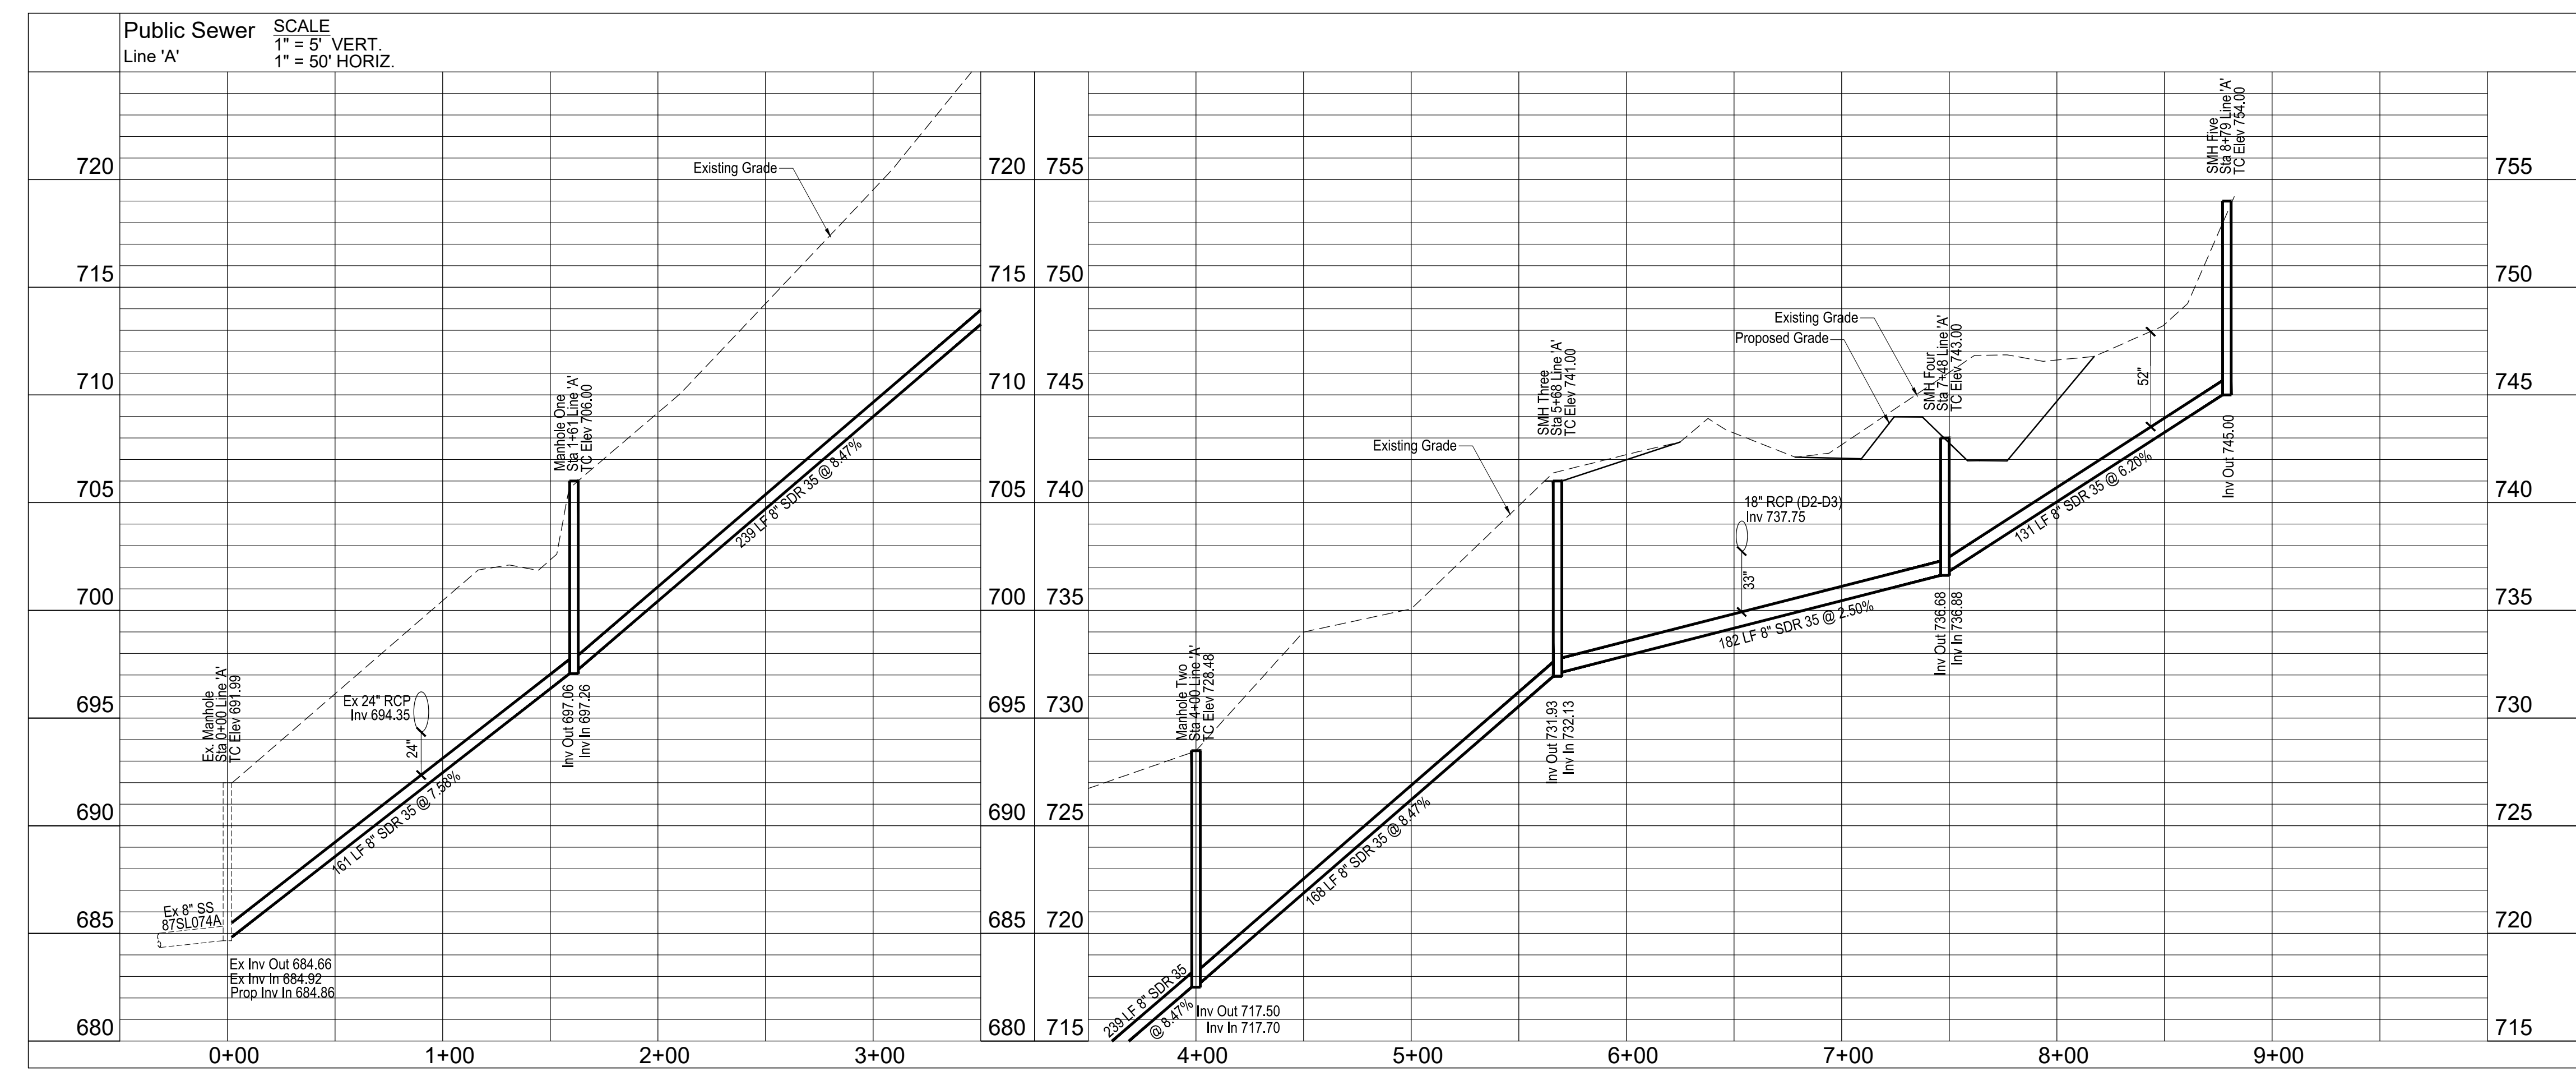 Public Sewer
Line 'A'
SCALE
1" = 5' VERT.
1" = 50' HORIZ.
720
715
710
705
700
695
690
685
680
Existing Grade
Ex. Manhole
Sta 0+00 Line 'A'
TC Elev 691.99
Ex 8" SS
87SL074A
Ex Inv Out 684.66
Ex Inv In 684.92
Prop Inv In 684.86
161 LF 8" SDR 35 @ 7.58%
Ex 24" RCP
Inv 694.35
24"
Manhole One
Sta 1+61 Line 'A'
TC Elev 706.00
Inv Out 697.06
Inv In 697.26
239 LF 8" SDR 35 @ 8.47%
720
715
710
705
700
695
690
685
680
755
750
745
740
735
730
725
720
715
239 LF 8" SDR 35
@ 8.47%
Manhole Two
Sta 4+00 Line 'A'
TC Elev 728.48
Inv Out 717.50
Inv In 717.70
168 LF 8" SDR 35 @ 8.47%
Existing Grade
SMH Three
Sta 5+68 Line 'A'
TC Elev 741.00
Inv Out 731.93
Inv In 732.13
182 LF 8" SDR 35 @ 2.50%
18" RCP (D2-D3)
Inv 737.75
33"
Existing Grade
Proposed Grade
SMH Four
Sta 7+48 Line 'A'
TC Elev 743.00
Inv Out 736.68
Inv In 736.88
131 LF 8" SDR 35 @ 6.20%
52"
SMH Five
Sta 8+79 Line 'A'
TC Elev 754.00
Inv Out 745.00
755
750
745
740
735
730
725
720
715
0+00
1+00
2+00
3+00
4+00
5+00
6+00
7+00
8+00
9+00